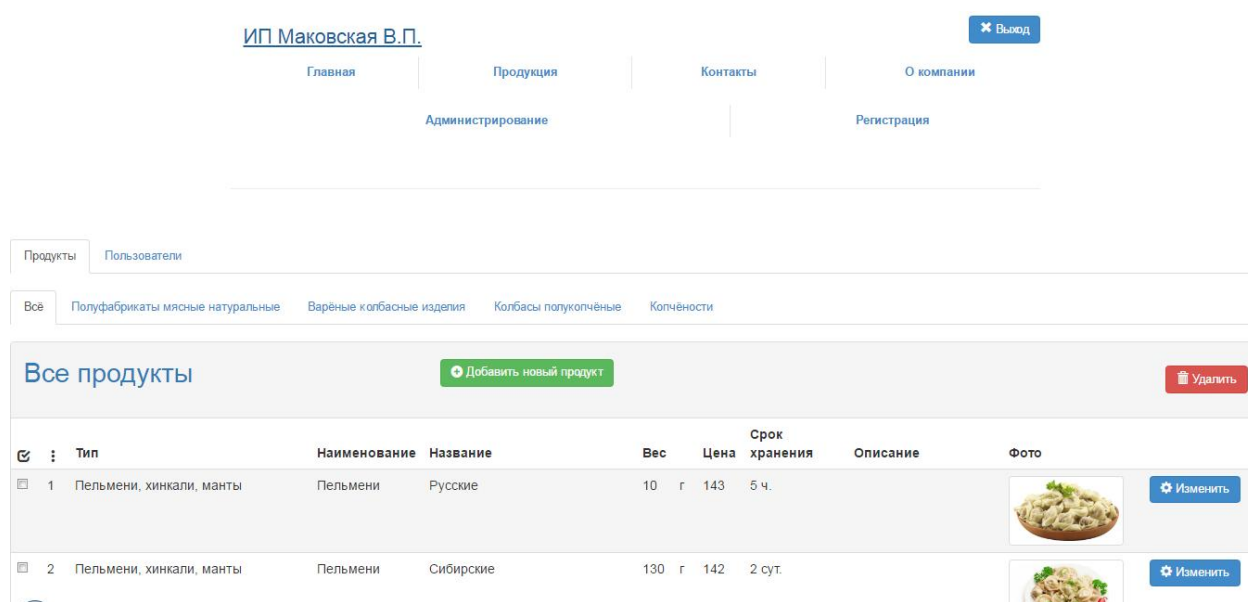 ИП Маковская В.П.
Выход
Главная Продукция Контакты О компании
Администрирование Регистрация
Продукты Пользователи
Всё Полуфабрикаты мясные натуральные Варёные колбасные изделия Колбасы полукопчёные Копчёности
Все продукты Добавить новый продукт Удалить
Тип Наименование Название Вес Цена Срок хранения Описание Фото
1 Пельмени, хинкали, манты Пельмени Русские 10 г 143 5 ч. Изменить
2 Пельмени, хинкали, манты Пельмени Сибирские 130 г 142 2 сут. Изменить